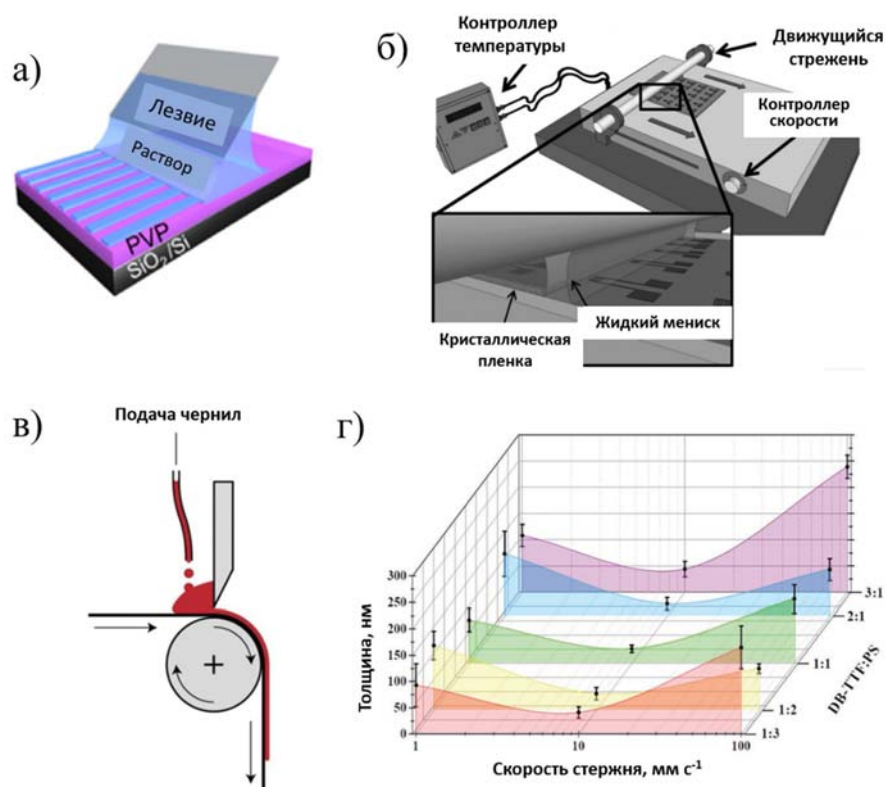 а)
Лезвие
Раствор
PVP
SiO₂/Si
б)
Контроллер
температуры
Движущийся
стрежень
Контроллер
скорости
Кристаллическая
пленка
Жидкий мениск
в)
Подача чернил
г)
300
250
200
150
100
50
0
Толщина, нм
1
10
100
Скорость стержня, мм с⁻¹
3:1
2:1
1:1
1:2
1:3
DB-TTF:PS